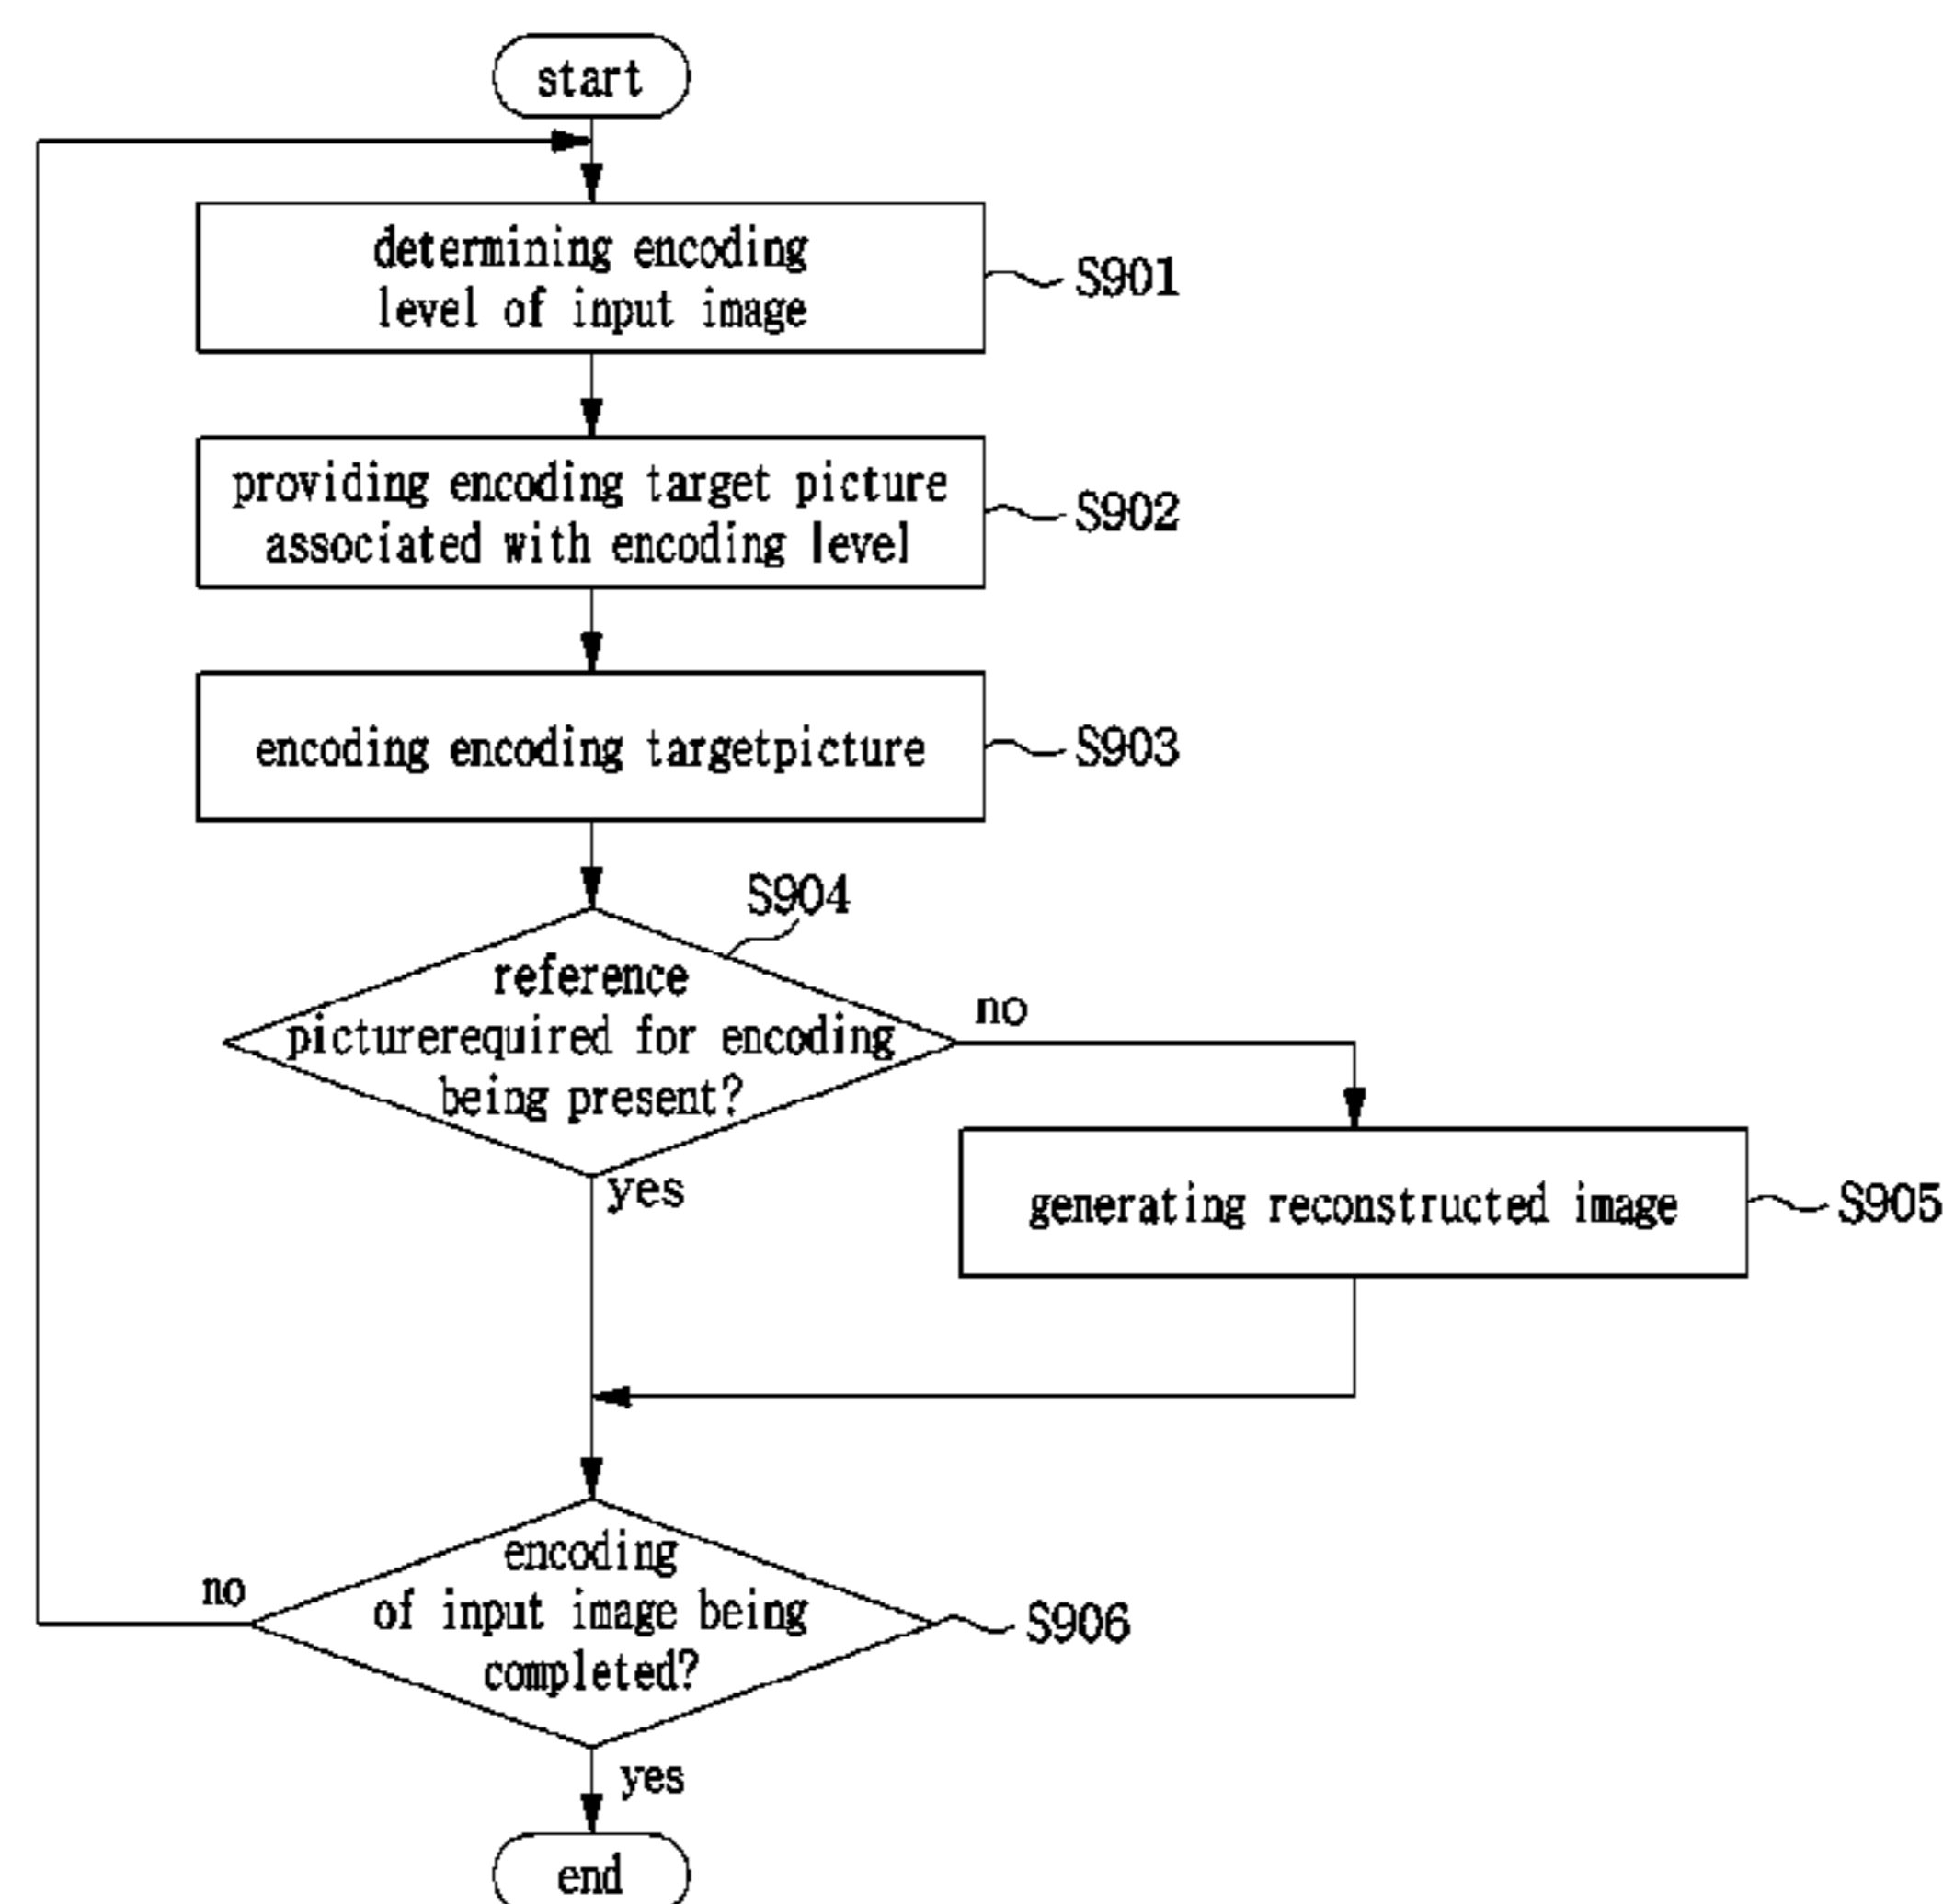 start
determining encoding
level of input image
S901
providing encoding target picture
associated with encoding level
S902
encoding encoding targetpicture
S903
S904
reference
picturerequired for encoding
being present?
no
yes
generating reconstructed image
S905
encoding
of input image being
completed?
no
S906
yes
end